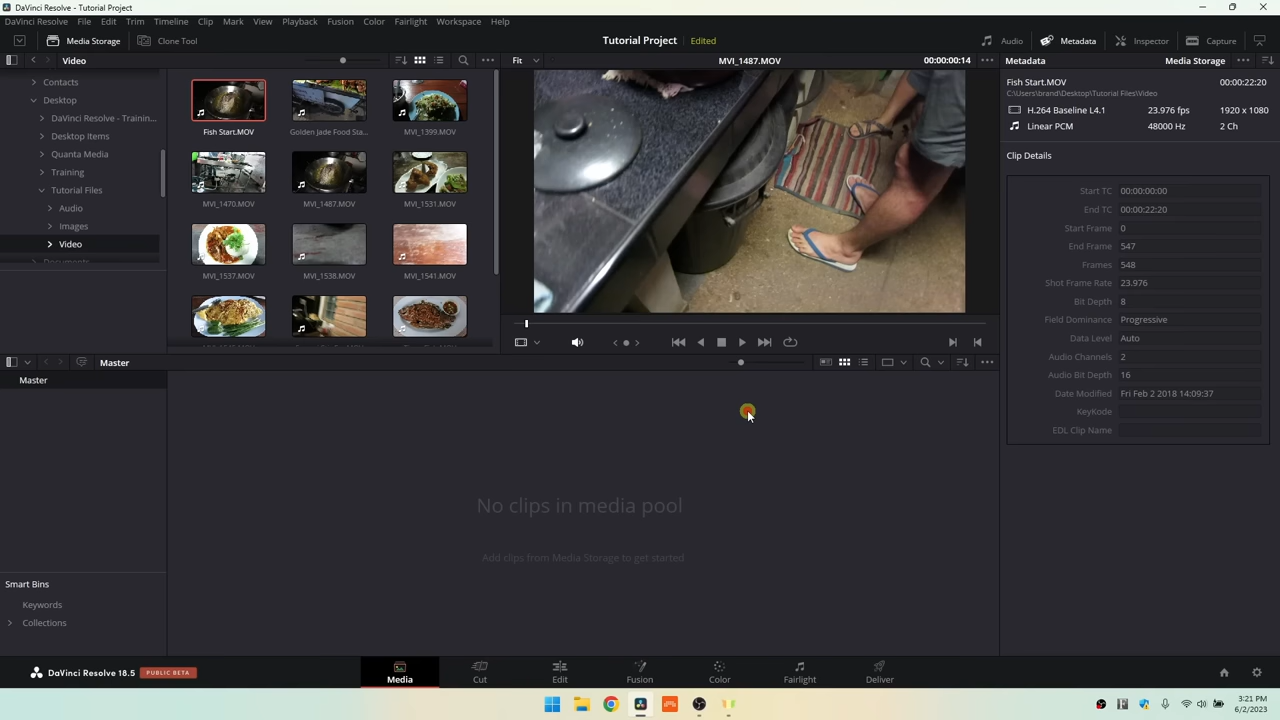 DaVinci Resolve - Tutorial Project
DaVinci Resolve File Edit Trim Timeline Clip Mark View Playback Fusion Color Fairlight Workspace Help
Media Storage Clone Tool
Tutorial Project Edited
Audio Metadata Inspector Capture
Video
Fit MVI_1487.MOV 00:00:00:14
Metadata Media Storage
Contacts
Desktop
DaVinci Resolve - Trainin...
Desktop Items
Quanta Media
Training
Tutorial Files
Audio
Images
Video
Fish Start.MOV Golden Jade Food Sta... MVI_1399.MOV
MVI_1470.MOV MVI_1487.MOV MVI_1531.MOV
MVI_1537.MOV MVI_1538.MOV MVI_1541.MOV
Fish Start.MOV 00:00:22:20
C:\Users\brand\Desktop\Tutorial Files\Video
H.264 Baseline L4.1 23.976 fps 1920 x 1080
Linear PCM 48000 Hz 2 Ch
Clip Details
Start TC 00:00:00:00
End TC 00:00:22:20
Start Frame 0
End Frame 547
Frames 548
Shot Frame Rate 23.976
Bit Depth 8
Field Dominance Progressive
Data Level Auto
Audio Channels 2
Audio Bit Depth 16
Date Modified Fri Feb 2 2018 14:09:37
KeyKode
EDL Clip Name
Master
Master
No clips in media pool
Add clips from Media Storage to get started
Smart Bins
Keywords
Collections
DaVinci Resolve 18.5 PUBLIC BETA
Media Cut Edit Fusion Color Fairlight Deliver
3:21 PM
6/2/2023